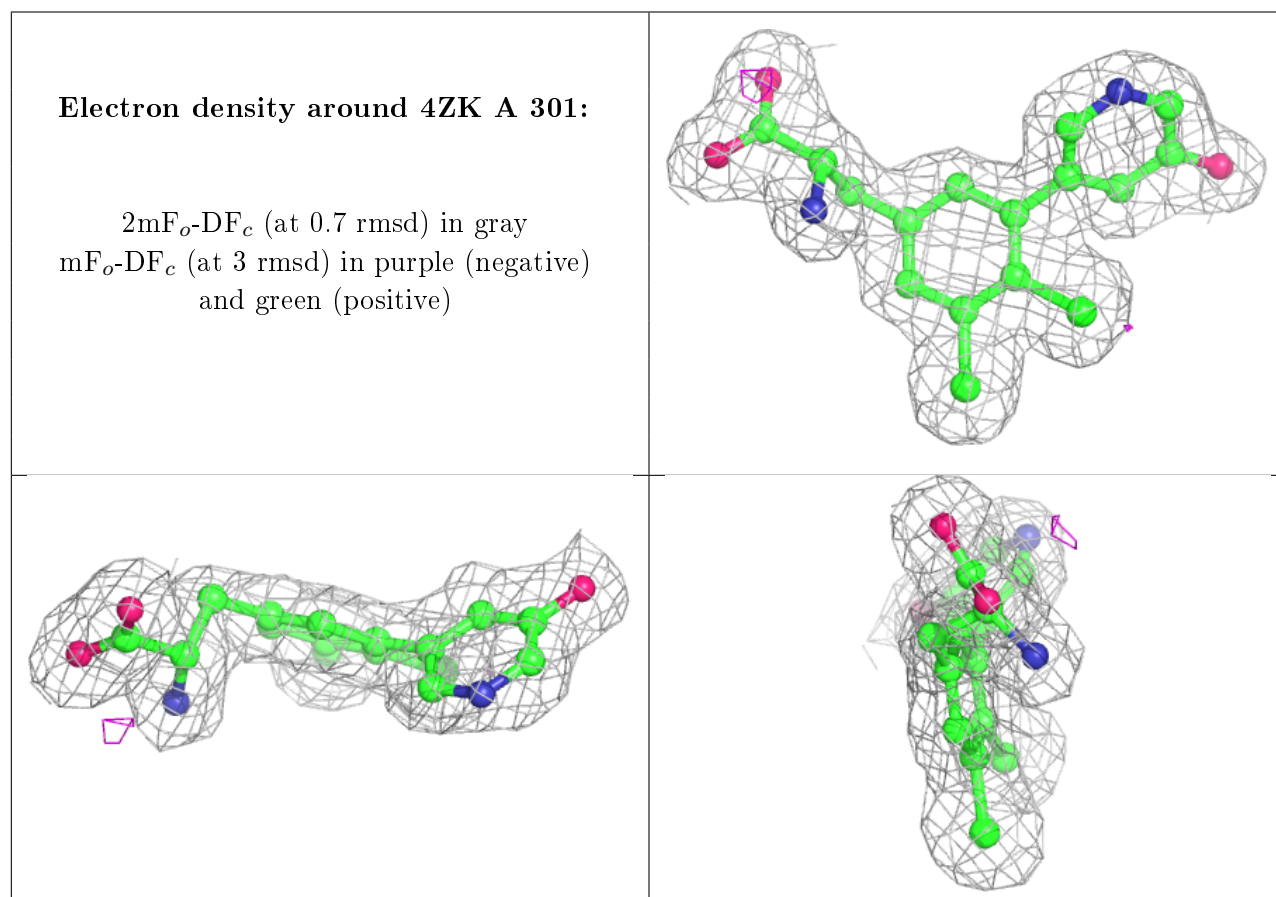 Electron density around 4ZK A 301:
2mFₒ-DF𝑐 (at 0.7 rmsd) in gray
mFₒ-DF𝑐 (at 3 rmsd) in purple (negative)
and green (positive)